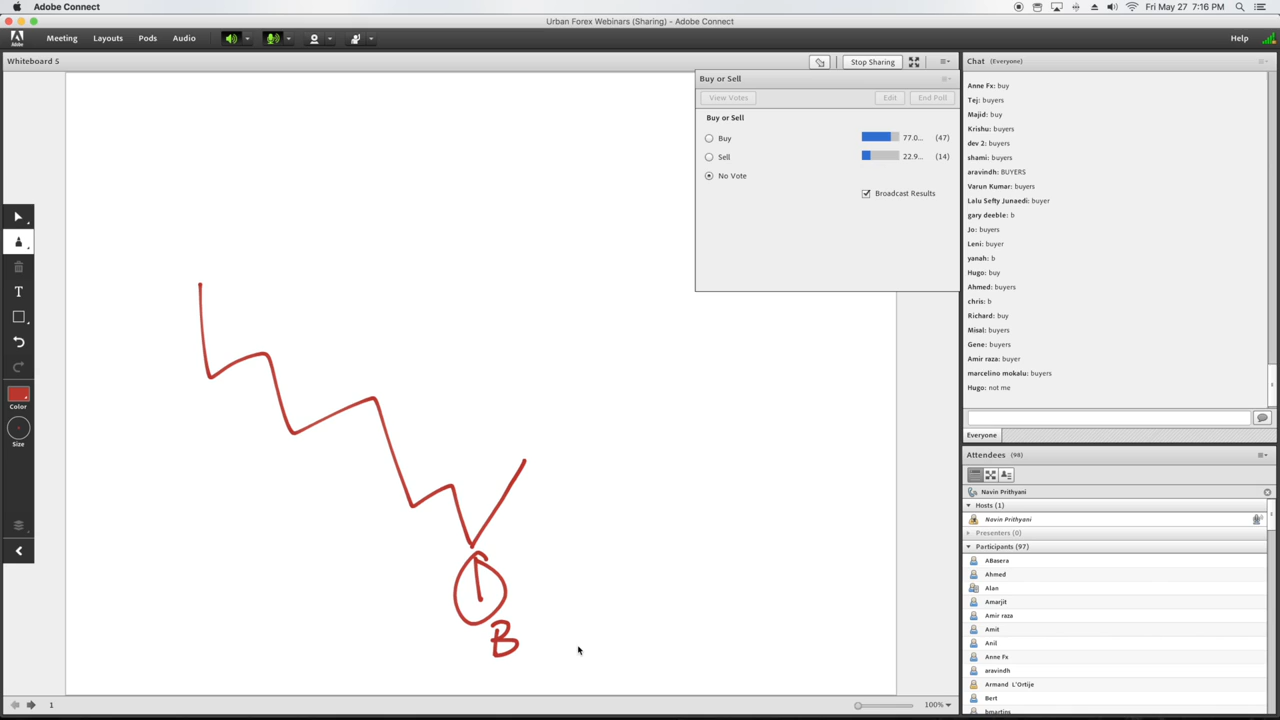 Adobe Connect
Fri May 27 7:16 PM
Urban Forex Webinars (Sharing) - Adobe Connect
Adobe
Meeting
Layouts
Pods
Audio
Help
Whiteboard 5
Stop Sharing
Buy or Sell
View Votes
Edit
End Poll
Buy or Sell
Buy
77.0...
(47)
Sell
22.9...
(14)
No Vote
Broadcast Results
T
Color
Size
B
1
100%
Chat (Everyone)
Anne Fx: buy
Tej: buyers
Majid: buy
Krishu: buyers
dev 2: buyers
shami: buyers
aravindh: BUYERS
Varun Kumar: buyers
Lalu Sefty Junaedi: buyer
gary deeble: b
Jo: buyers
Leni: buyer
yanah: b
Hugo: buy
Ahmed: buyers
chris: b
Richard: buy
Misal: buyers
Gene: buyers
Amir raza: buyer
marcelino mokalu: buyers
Hugo: not me
Everyone
Attendees (98)
Navin Prithyani
Hosts (1)
Navin Prithyani
Presenters (0)
Participants (97)
ABasera
Ahmed
Alan
Amarjit
Amir raza
Amit
Anil
Anne Fx
aravindh
Armand L'Ortije
Bert
bmartins